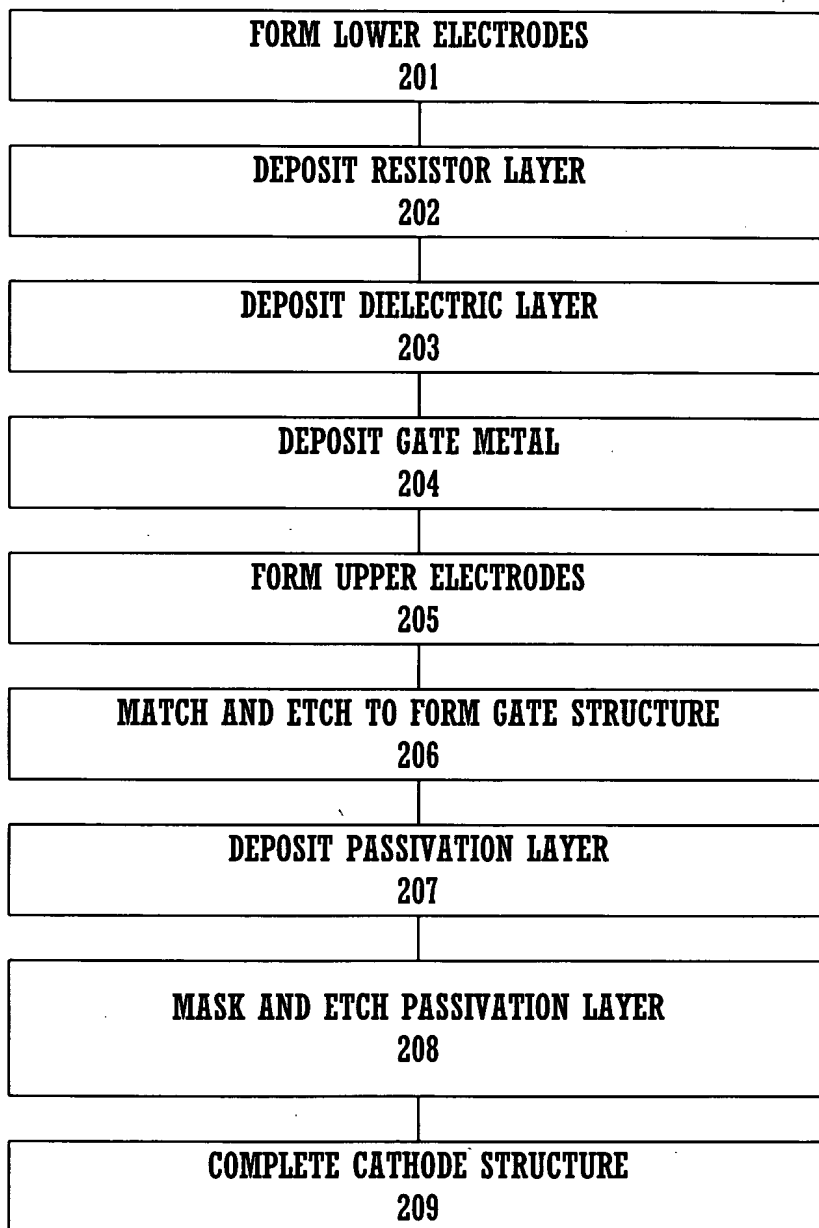 FORM LOWER ELECTRODES
201
DEPOSIT RESISTOR LAYER
202
DEPOSIT DIELECTRIC LAYER
203
DEPOSIT GATE METAL
204
FORM UPPER ELECTRODES
205
MATCH AND ETCH TO FORM GATE STRUCTURE
206
DEPOSIT PASSIVATION LAYER
207
MASK AND ETCH PASSIVATION LAYER
208
COMPLETE CATHODE STRUCTURE
209